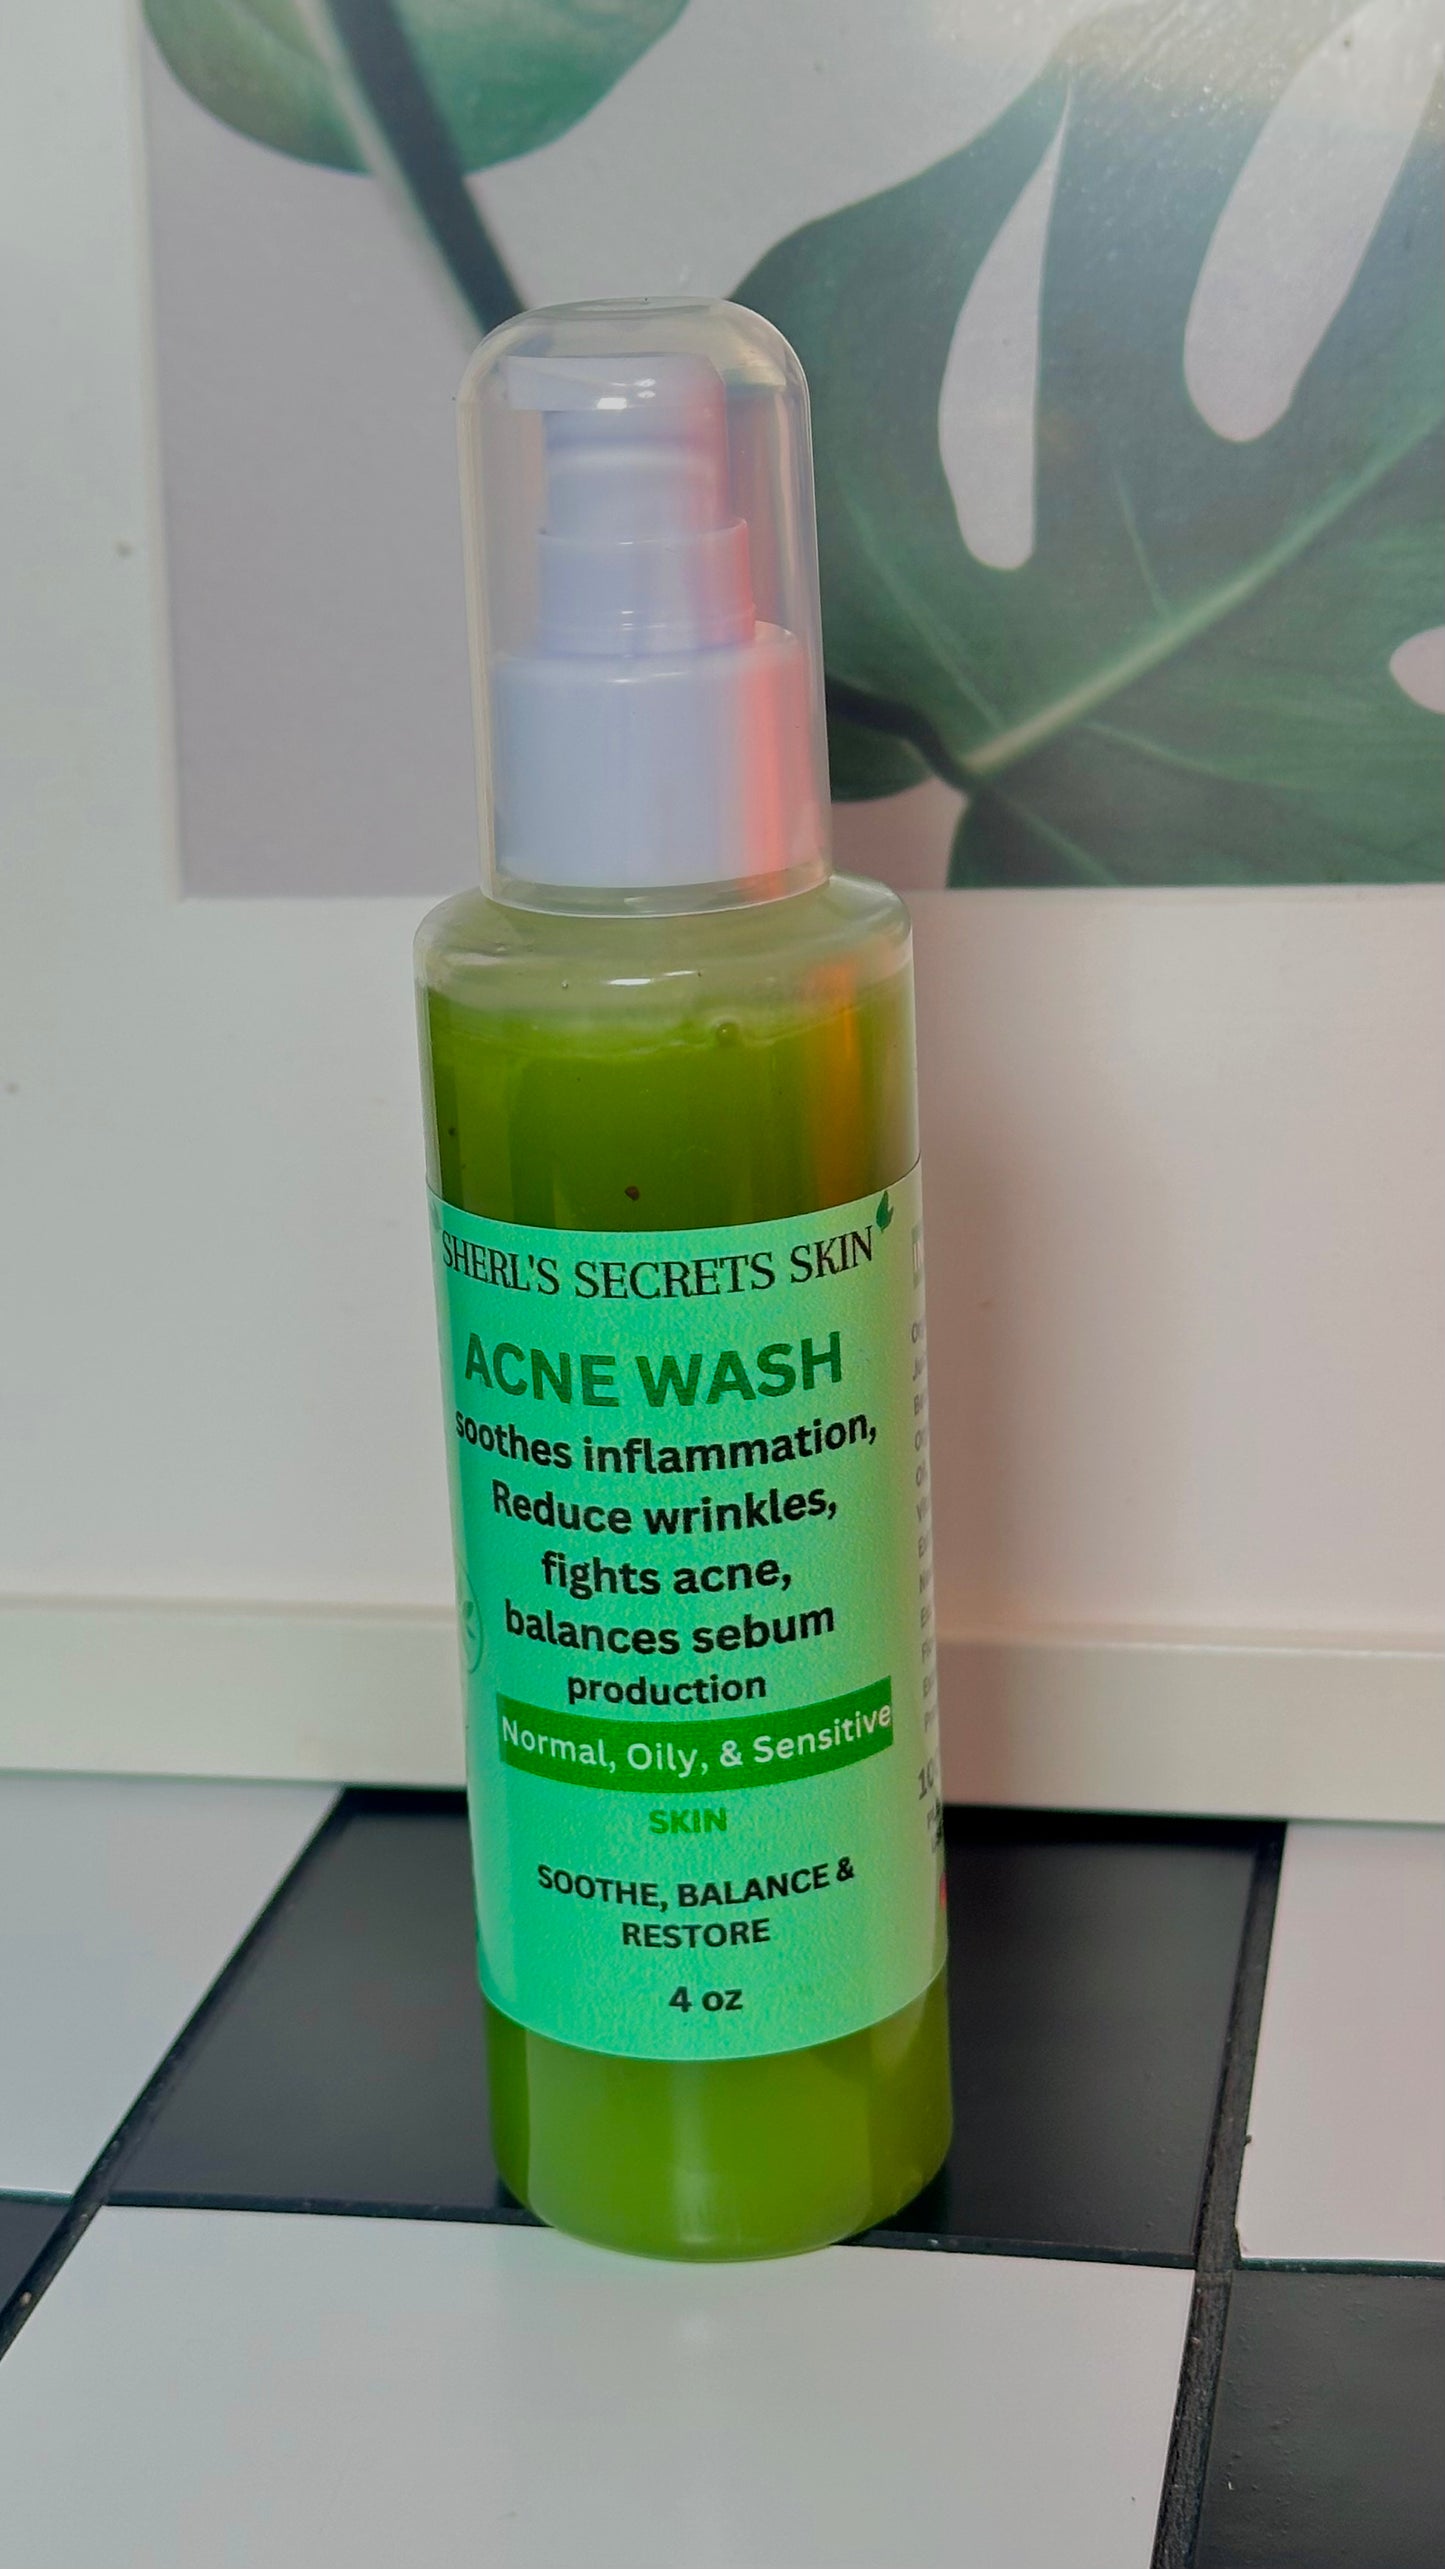 SHERL'S SECRETS SKIN
ACNE WASH
soothes inflammation,
Reduce wrinkles,
fights acne,
balances sebum
production
Normal, Oily, & Sensitive
SKIN
SOOTHE, BALANCE &
RESTORE
4 oz